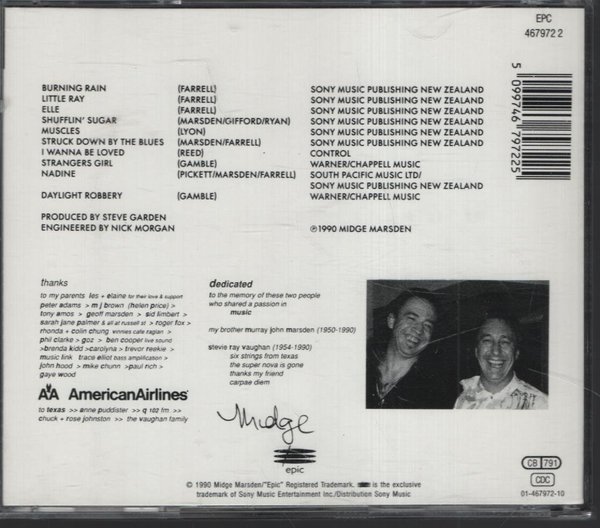 EPC
467972 2
BURNING RAIN (FARRELL) SONY MUSIC PUBLISHING NEW ZEALAND
LITTLE RAY (FARRELL) SONY MUSIC PUBLISHING NEW ZEALAND
ELLE (FARRELL) SONY MUSIC PUBLISHING NEW ZEALAND
SHUFFLIN' SUGAR (MARSDEN/GIFFORD/RYAN) SONY MUSIC PUBLISHING NEW ZEALAND
MUSCLES (LYON) SONY MUSIC PUBLISHING NEW ZEALAND
STRUCK DOWN BY THE BLUES (MARSDEN/FARRELL) SONY MUSIC PUBLISHING NEW ZEALAND
I WANNA BE LOVED (REED) CONTROL
STRANGERS GIRL (GAMBLE) WARNER/CHAPPELL MUSIC
NADINE (PICKETT/MARSDEN/FARRELL) SOUTH PACIFIC MUSIC LTD/
SONY MUSIC PUBLISHING NEW ZEALAND
DAYLIGHT ROBBERY (GAMBLE) WARNER/CHAPPELL MUSIC
5 099746 797225
PRODUCED BY STEVE GARDEN
ENGINEERED BY NICK MORGAN ℗1990 MIDGE MARSDEN
thanks
to my parents les + elaine for their love & support
peter adams > m j brown (helen price) >
tony amos > geoff marsden > sid limbert >
sarah jane palmer & all at russell st > roger fox >
rhonda + colin chung vinnies cafe raglan >
phil clarke > goz > ben cooper live sound
>brenda kidd >carolyna > trevor reekie >
music link trace elliot bass amplification >
john hood > mike chunn >paul rich >
gaye wood
AA AmericanAirlines
to texas >> anne puddister >> q 102 fm >>
chuck + rose johnston >> the vaughan family
dedicated
to the memory of these two people
who shared a passion in
music
my brother murray john marsden (1950-1990)
stevie ray vaughan (1954-1990)
six strings from texas
the super nova is gone
thanks my friend
carpae diem
Midge
epic
CB 791
CDC
01-467972-10
© 1990 Midge Marsden/"Epic" Registered Trademark. is the exclusive
trademark of Sony Music Entertainment Inc./Distribution Sony Music